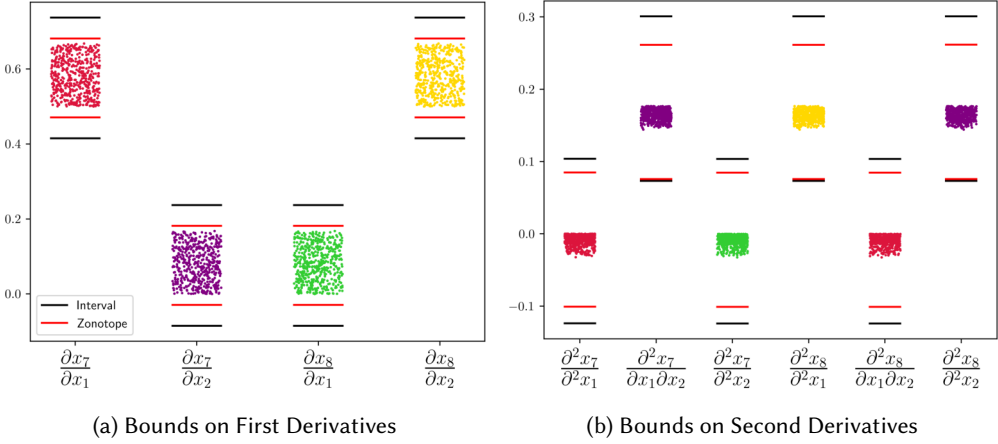 0.6
0.4
0.2
0.0
Interval
Zonotope
∂x₇/∂x₁ ∂x₇/∂x₂ ∂x₈/∂x₁ ∂x₈/∂x₂
(a) Bounds on First Derivatives
0.3
0.2
0.1
0.0
−0.1
∂²x₇/∂²x₁ ∂²x₇/∂x₁∂x₂ ∂²x₇/∂²x₂ ∂²x₈/∂²x₁ ∂²x₈/∂x₁∂x₂ ∂²x₈/∂²x₂
(b) Bounds on Second Derivatives